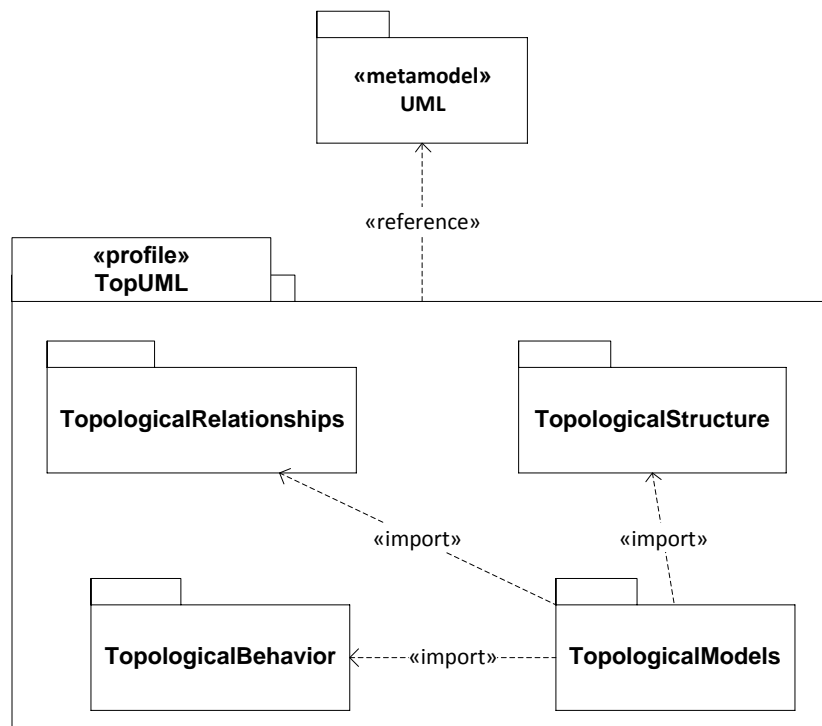 «metamodel»
UML
«reference»
«profile»
TopUML
TopologicalRelationships
TopologicalStructure
«import»
«import»
TopologicalBehavior
«import»
TopologicalModels